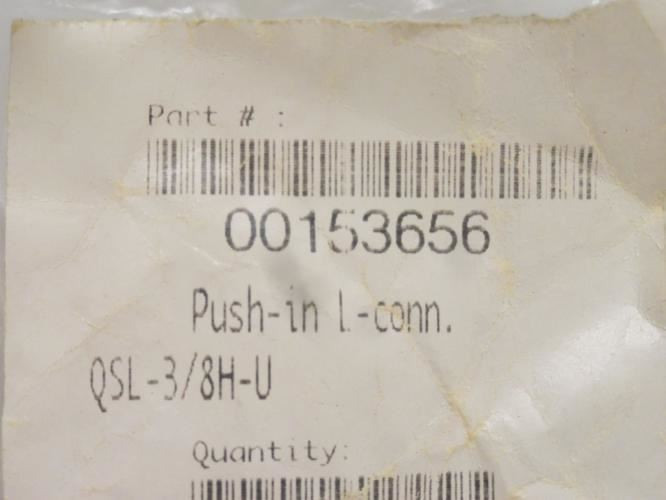 Part # :
00153656
Push-in L-conn.
QSL-3/8H-U
Quantity: